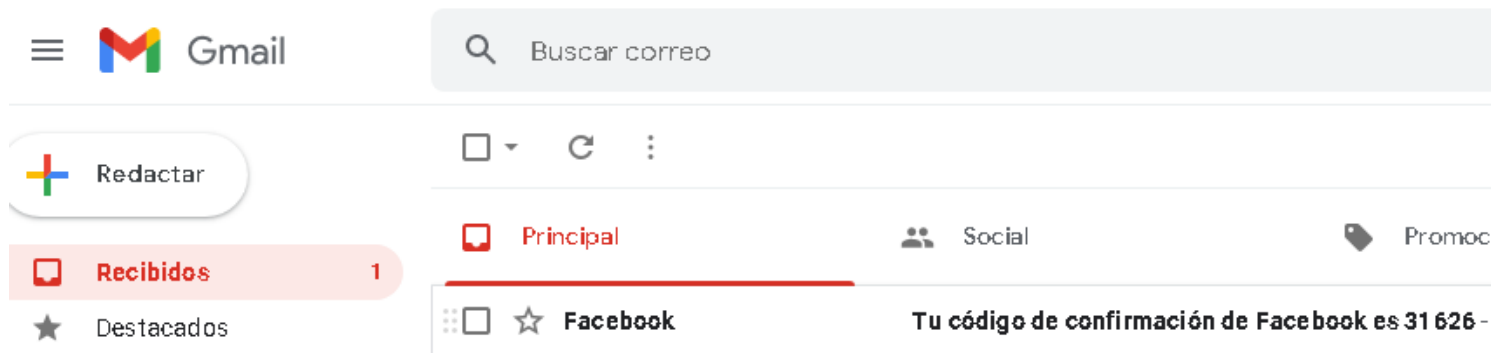 Gmail
Buscar correo
Redactar
Principal
Social
Promoc
Recibidos 1
Destacados
Facebook Tu código de confirmación de Facebook es 31626 -